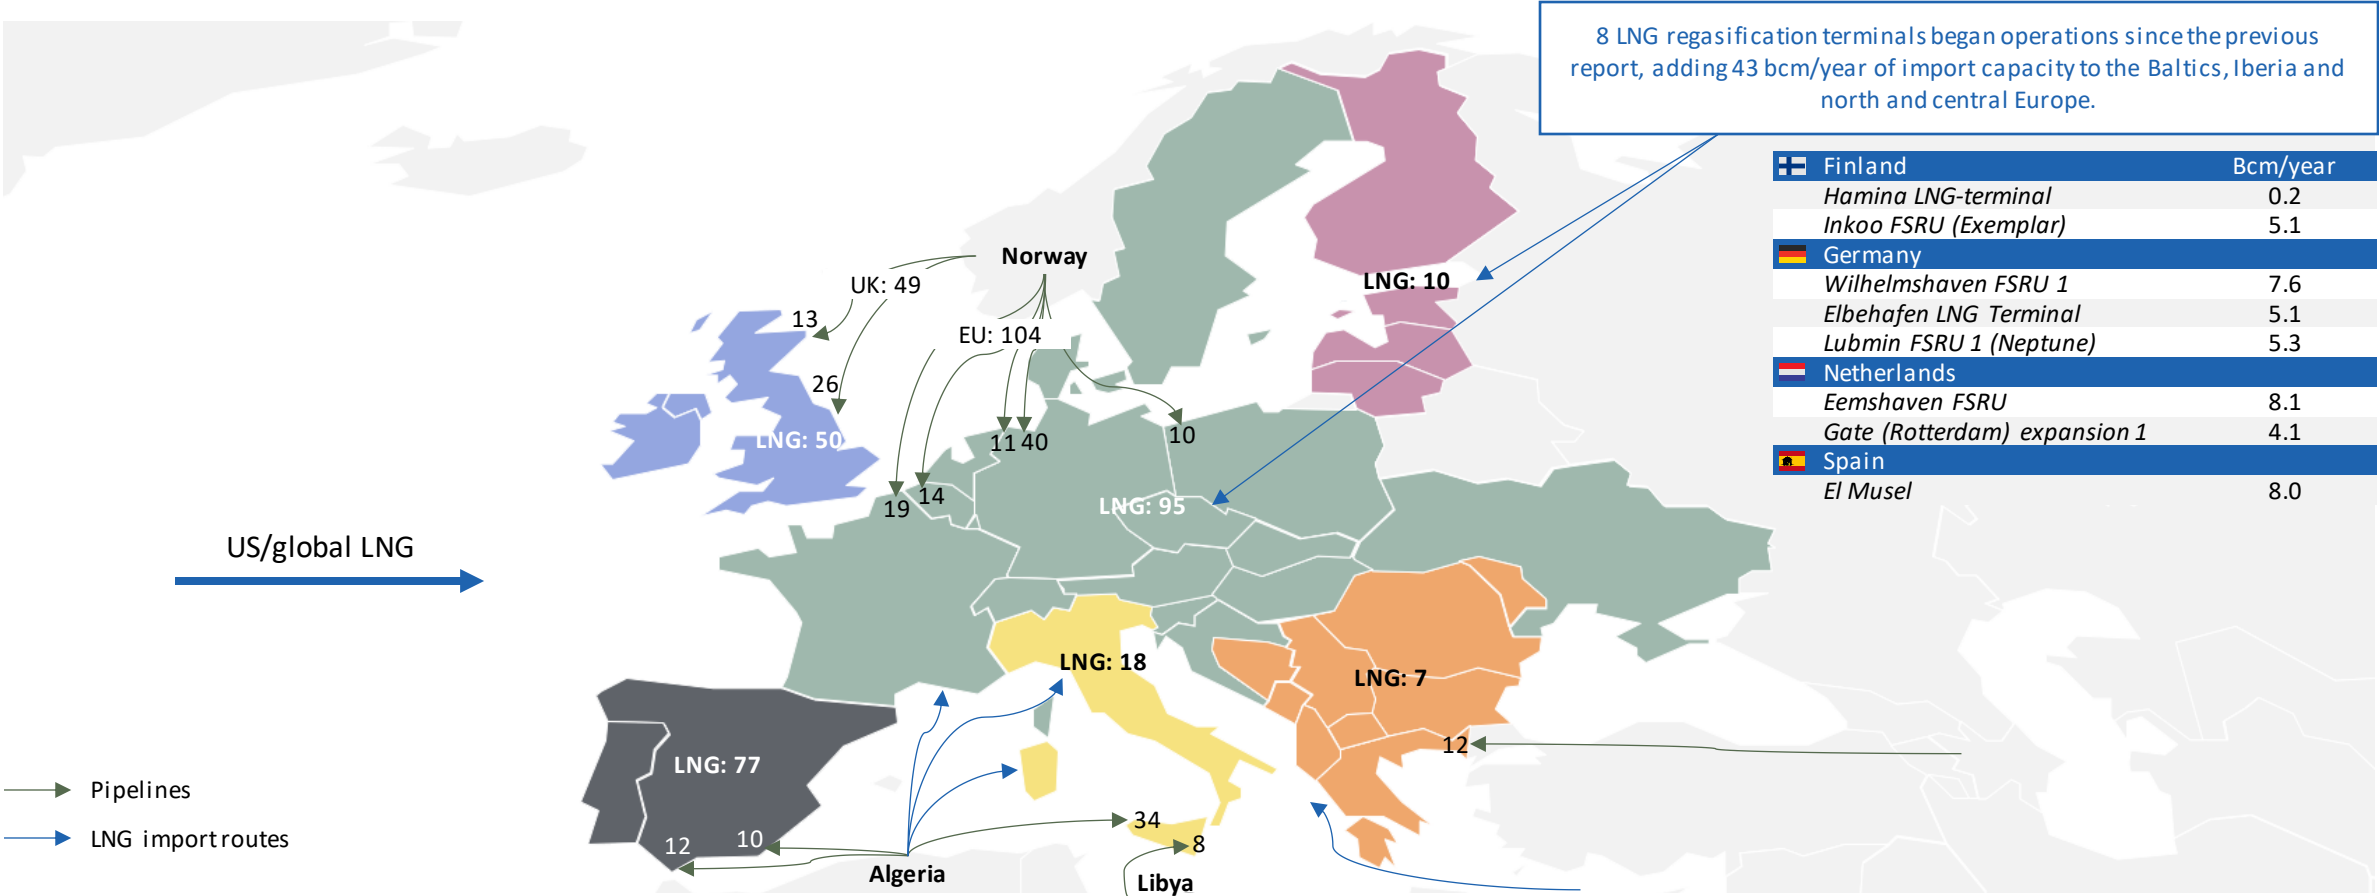 8 LNG regasification terminals began operations since the previous
report, adding 43 bcm/year of import capacity to the Baltics, Iberia and
north and central Europe.
Finland Bcm/year
Hamina LNG-terminal 0.2
Inkoo FSRU (Exemplar) 5.1
Germany
Wilhelmshaven FSRU 1 7.6
Elbehafen LNG Terminal 5.1
Lubmin FSRU 1 (Neptune) 5.3
Netherlands
Eemshaven FSRU 8.1
Gate (Rotterdam) expansion 1 4.1
Spain
El Musel 8.0
Norway
UK: 49
LNG: 10
13
EU: 104
26
LNG: 50
11 40
10
14
19
LNG: 95
US/global LNG
LNG: 18
LNG: 7
12
LNG: 77
Pipelines
LNG import routes
34
12
10
8
Algeria
Libya